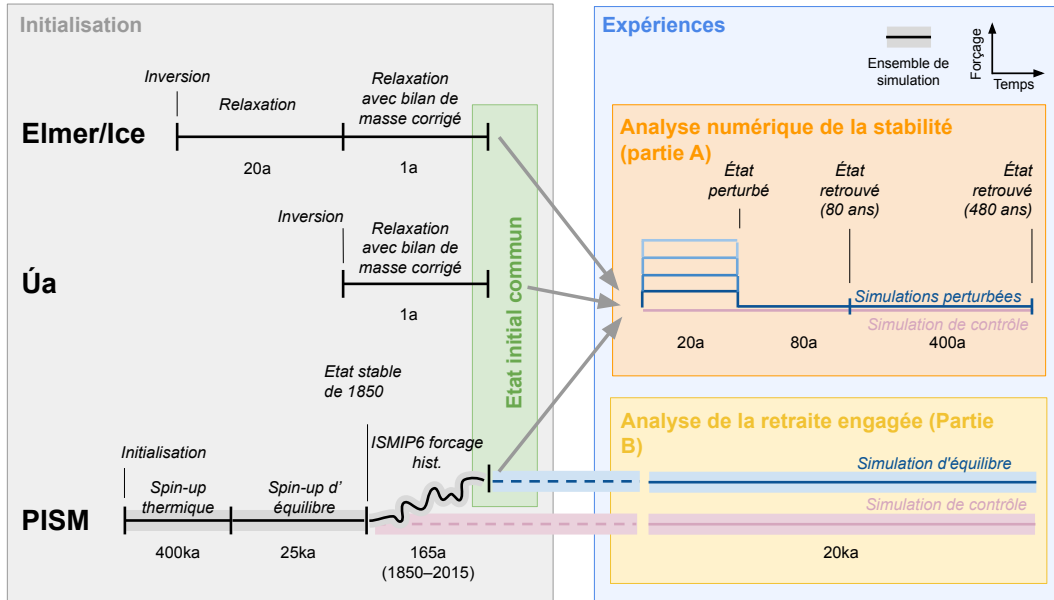 Initialisation
Inversion
Relaxation
Relaxation
avec bilan de
masse corrigé
Elmer/Ice
20a
1a
Inversion
Relaxation
avec bilan de
masse corrigé
Úa
1a
Etat initial commun
Etat stable
de 1850
ISMIP6 forcage
hist.
Initialisation
Spin-up
thermique
Spin-up d’
équilibre
PISM
400ka
25ka
165a
(1850–2015)
Expériences
Ensemble de
simulation
Forçage
Temps
Analyse numérique de la stabilité
(partie A)
État
perturbé
État
retrouvé
(80 ans)
État
retrouvé
(480 ans)
Simulations perturbées
Simulation de contrôle
20a
80a
400a
Analyse de la retraite engagée (Partie
B)
Simulation d'équilibre
Simulation de contrôle
20ka